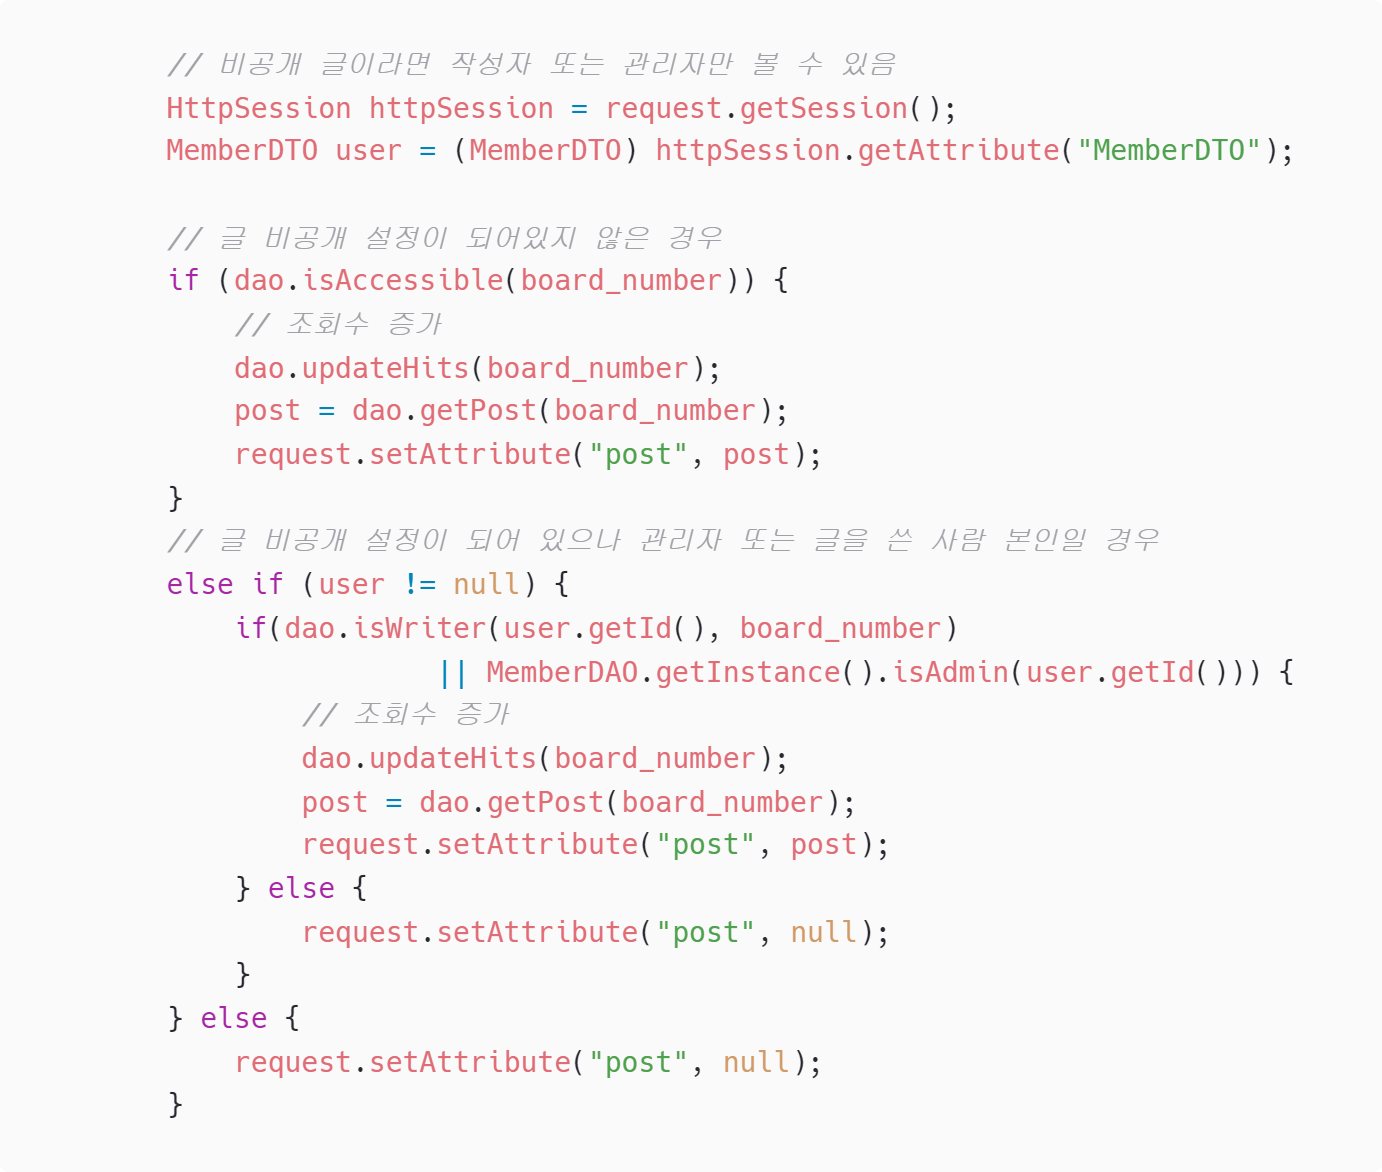 // 비공개 글이라면 작성자 또는 관리자만 볼 수 있음
HttpSession httpSession = request.getSession();
MemberDTO user = (MemberDTO) httpSession.getAttribute("MemberDTO");
// 글 비공개 설정이 되어있지 않은 경우
if (dao.isAccessible(board_number)) {
// 조회수 증가
dao.updateHits(board_number);
post = dao.getPost(board_number);
request.setAttribute("post", post);
}
// 글 비공개 설정이 되어 있으나 관리자 또는 글을 쓴 사람 본인일 경우
else if (user != null) {
if(dao.isWriter(user.getId(), board_number)
|| MemberDAO.getInstance().isAdmin(user.getId())) {
// 조회수 증가
dao.updateHits(board_number);
post = dao.getPost(board_number);
request.setAttribute("post", post);
} else {
request.setAttribute("post", null);
}
} else {
request.setAttribute("post", null);
}